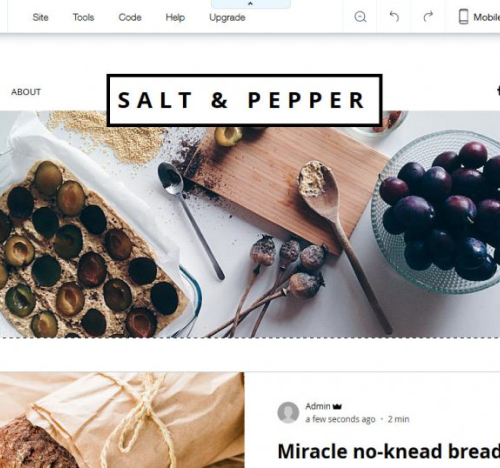 Site Tools Code Help Upgrade Mobile
ABOUT
SALT & PEPPER
Admin
a few seconds ago · 2 min
Miracle no-knead bread